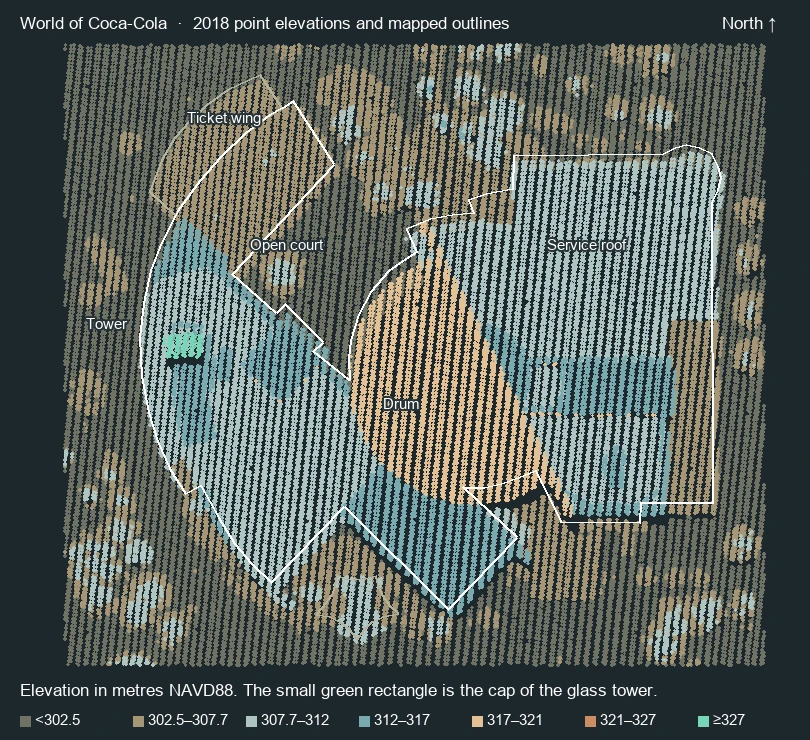 World of Coca-Cola · 2018 point elevations and mapped outlines
North ↑
Ticket wing
Open court
Service roof
Tower
Drum
Elevation in metres NAVD88. The small green rectangle is the cap of the glass tower.
<302.5 302.5–307.7 307.7–312 312–317 317–321 321–327 ≥327